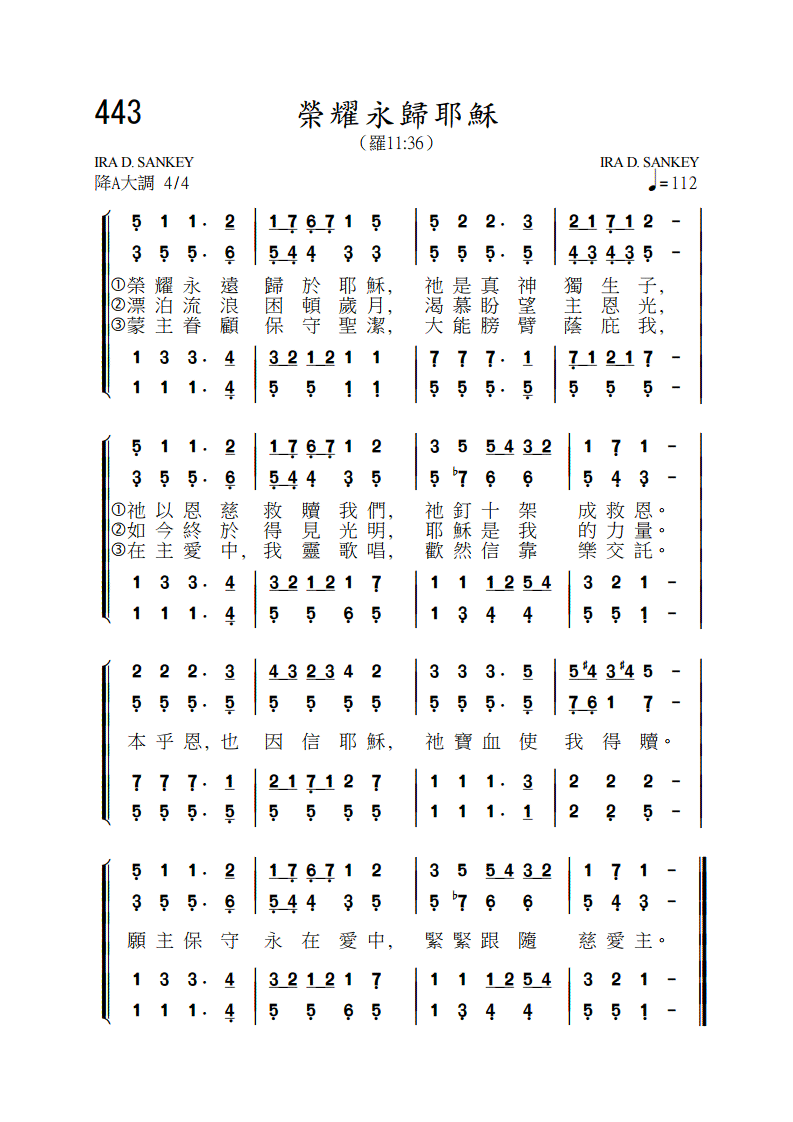 443
榮耀永歸耶穌
（羅11:36）
IRA D. SANKEY
IRA D. SANKEY
降A大調 4/4
♩=112
5 1 1. 2 | 1 7 6 7 1 5 | 5 2 2. 3 | 2 1 7 1 2 - |
3 5 5. 6 | 5 4 4 3 3 | 5 5 5. 5 | 4 3 4 3 5 - |
①榮耀永遠 歸於耶穌, 祂是真神 獨生子,
②漂泊流浪 困頓歲月, 渴慕盼望 主恩光,
③蒙主眷顧 保守聖潔, 大能膀臂 蔭庇我,
1 3 3. 4 | 3 2 1 2 1 1 | 7 7 7. 1 | 7 1 2 1 7 - |
1 1 1. 4 | 5 5 1 1 | 5 5 5. 5 | 5 5 5 - |
5 1 1. 2 | 1 7 6 7 1 2 | 3 5 5 4 3 2 | 1 7 1 - |
3 5 5. 6 | 5 4 4 3 5 | 5 ♭7 6 6 | 5 4 3 - |
①祂以恩慈 救贖我們, 祂釘十架 成救恩。
②如今終於 得見光明, 耶穌是我 的力量。
③在主愛中, 我靈歌唱, 歡然信靠 樂交託。
1 3 3. 4 | 3 2 1 2 1 7 | 1 1 1 2 5 4 | 3 2 1 - |
1 1 1. 4 | 5 5 6 5 | 1 3 4 4 | 5 5 1 - |
2 2 2. 3 | 4 3 2 3 4 2 | 3 3 3. 5 | 5 ♯4 3 ♯4 5 - |
5 5 5. 5 | 5 5 5 5 | 5 5 5. 5 | 7 6 1 7 - |
本乎恩, 也 因信耶穌, 祂寶血使 我得贖。
7 7 7. 1 | 2 1 7 1 2 7 | 1 1 1. 3 | 2 2 2 - |
5 5 5. 5 | 5 5 5 5 | 1 1 1. 1 | 2 2 5 - |
5 1 1. 2 | 1 7 6 7 1 2 | 3 5 5 4 3 2 | 1 7 1 - |
3 5 5. 6 | 5 4 4 3 5 | 5 ♭7 6 6 | 5 4 3 - |
願主保守 永在愛中, 緊緊跟隨 慈愛主。
1 3 3. 4 | 3 2 1 2 1 7 | 1 1 1 2 5 4 | 3 2 1 - |
1 1 1. 4 | 5 5 6 5 | 1 3 4 4 | 5 5 1 - |